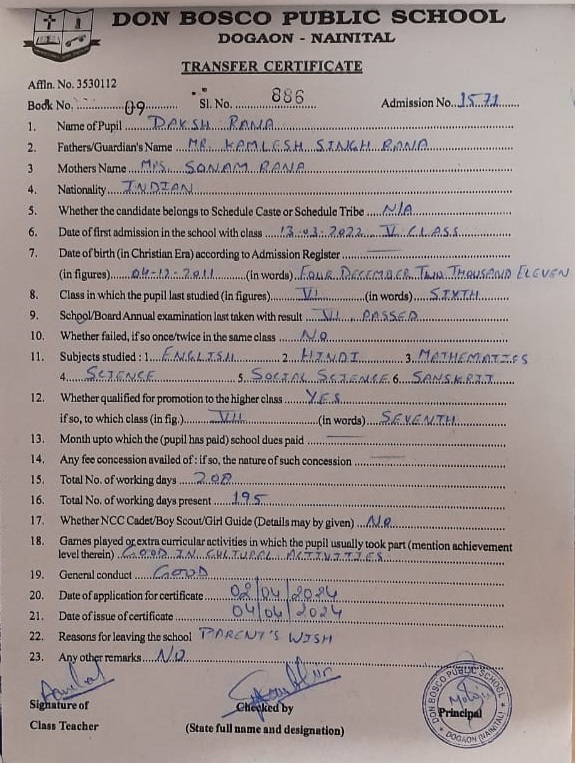 DON BOSCO PUBLIC SCHOOL
DOGAON - NAINITAL
TRANSFER CERTIFICATE
Affln. No. 3530112
Book No. 09 Sl. No. 886 Admission No. 1571
1. Name of Pupil DAKSH RANA
2. Fathers/Guardian's Name MR. KAMLESH SINGH RANA
3 Mothers Name MRS. SONAM RANA
4. Nationality INDIAN
5. Whether the candidate belongs to Schedule Caste or Schedule Tribe N/A
6. Date of first admission in the school with class 13.03.2022 V CLASS
7. Date of birth (in Christian Era) according to Admission Register
(in figures) 04-12-2011 (in words) FOUR DECEMBER TWO THOUSAND ELEVEN
8. Class in which the pupil last studied (in figures) VI (in words) SIXTH
9. School/Board Annual examination last taken with result PASSED
10. Whether failed, if so once/twice in the same class NO
11. Subjects studied : 1. ENGLISH 2. HINDI 3. MATHEMATICS
4. SCIENCE 5. SOCIAL SCIENCE 6. SANSKRIT
12. Whether qualified for promotion to the higher class YES
if so, to which class (in fig.) VII (in words) SEVENTH
13. Month upto which the (pupil has paid) school dues paid
14. Any fee concession availed of : if so, the nature of such concession
15. Total No. of working days 208
16. Total No. of working days present 195
17. Whether NCC Cadet/Boy Scout/Girl Guide (Details may by given) NO
18. Games played or extra curricular activities in which the pupil usually took part (mention achievement
level therein) GOOD IN CULTURAL ACTIVITIES
19. General conduct GOOD
20. Date of application for certificate 02/04/2024
21. Date of issue of certificate 04/04/2024
22. Reasons for leaving the school PARENT'S WISH
23. Any other remarks NO
Signature of Checked by Principal
Class Teacher (State full name and designation)
DON BOSCO PUBLIC SCHOOL
DOGAON (NAINITAL)